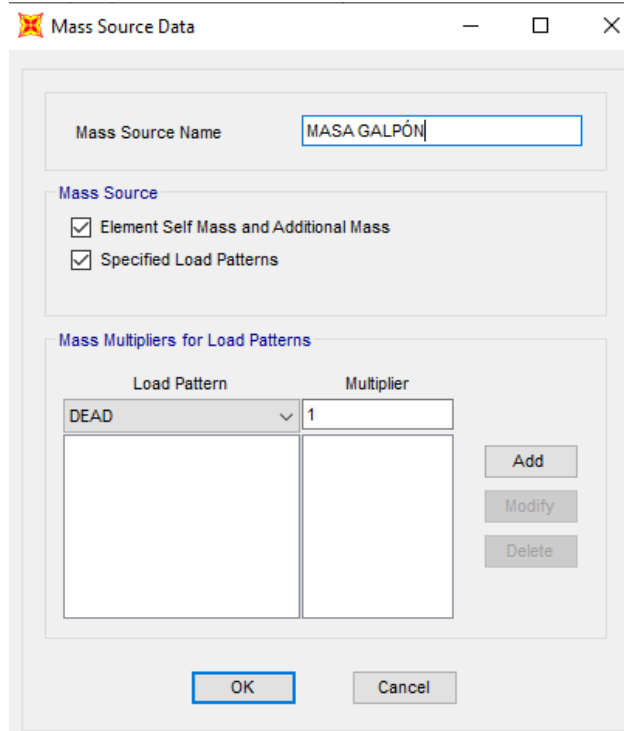 Mass Source Data
Mass Source Name MASA GALPÓN
Mass Source
Element Self Mass and Additional Mass
Specified Load Patterns
Mass Multipliers for Load Patterns
Load Pattern Multiplier
DEAD 1
Add
Modify
Delete
OK Cancel